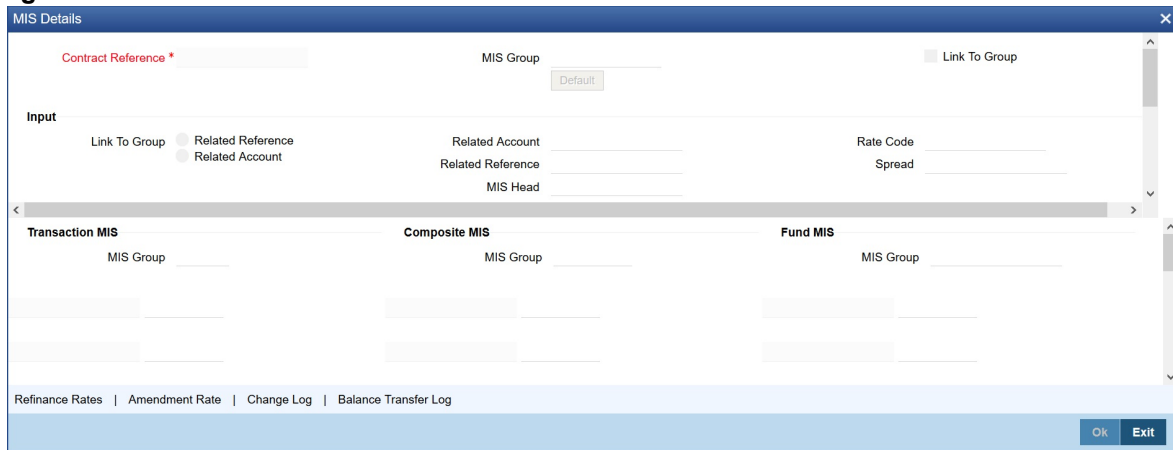 MIS Details
Contract Reference * MIS Group Link To Group
Default
Input
Link To Group Related Reference Related Account Rate Code
Related Account Related Reference Spread
MIS Head
Transaction MIS Composite MIS Fund MIS
MIS Group MIS Group MIS Group
Refinance Rates | Amendment Rate | Change Log | Balance Transfer Log
Ok Exit